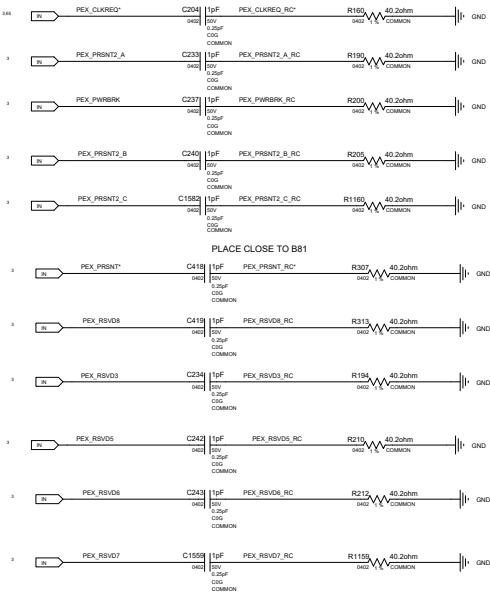 PEX_CLKREQ* C204 1pF PEX_CLKREQ_RC* R160 40.2ohm
3,65 IN 0402 50V 0402 1 % COMMON GND
0.25pF
C0G
COMMON
PEX_PRSNT2_A C233 1pF PEX_PRSNT2_A_RC R190 40.2ohm
3 IN 0402 50V 0402 1 % COMMON GND
0.25pF
C0G
COMMON
PEX_PWRBRK C237 1pF PEX_PWRBRK_RC R200 40.2ohm
3 IN 0402 50V 0402 1 % COMMON GND
0.25pF
C0G
COMMON
PEX_PRSNT2_B C240 1pF PEX_PRSNT2_B_RC R205 40.2ohm
3 IN 0402 50V 0402 1 % COMMON GND
0.25pF
C0G
COMMON
PEX_PRSNT2_C C1582 1pF PEX_PRSNT2_C_RC R1160 40.2ohm
3 IN 0402 50V 0402 1 % COMMON GND
0.25pF
C0G
COMMON
PLACE CLOSE TO B81
PEX_PRSNT* C418 1pF PEX_PRSNT_RC* R307 40.2ohm
3 IN 0402 50V 0402 1 % COMMON GND
0.25pF
C0G
COMMON
PEX_RSVD8 C419 1pF PEX_RSVD8_RC R313 40.2ohm
3 IN 0402 50V 0402 1 % COMMON GND
0.25pF
C0G
COMMON
PEX_RSVD3 C234 1pF PEX_RSVD3_RC R194 40.2ohm
3 IN 0402 50V 0402 1 % COMMON GND
0.25pF
C0G
COMMON
PEX_RSVD5 C242 1pF PEX_RSVD5_RC R210 40.2ohm
3 IN 0402 50V 0402 1 % COMMON GND
0.25pF
C0G
COMMON
PEX_RSVD6 C243 1pF PEX_RSVD6_RC R212 40.2ohm
3 IN 0402 50V 0402 1 % COMMON GND
0.25pF
C0G
COMMON
PEX_RSVD7 C1559 1pF PEX_RSVD7_RC R1159 40.2ohm
3 IN 0402 50V 0402 1 % COMMON GND
0.25pF
C0G
COMMON